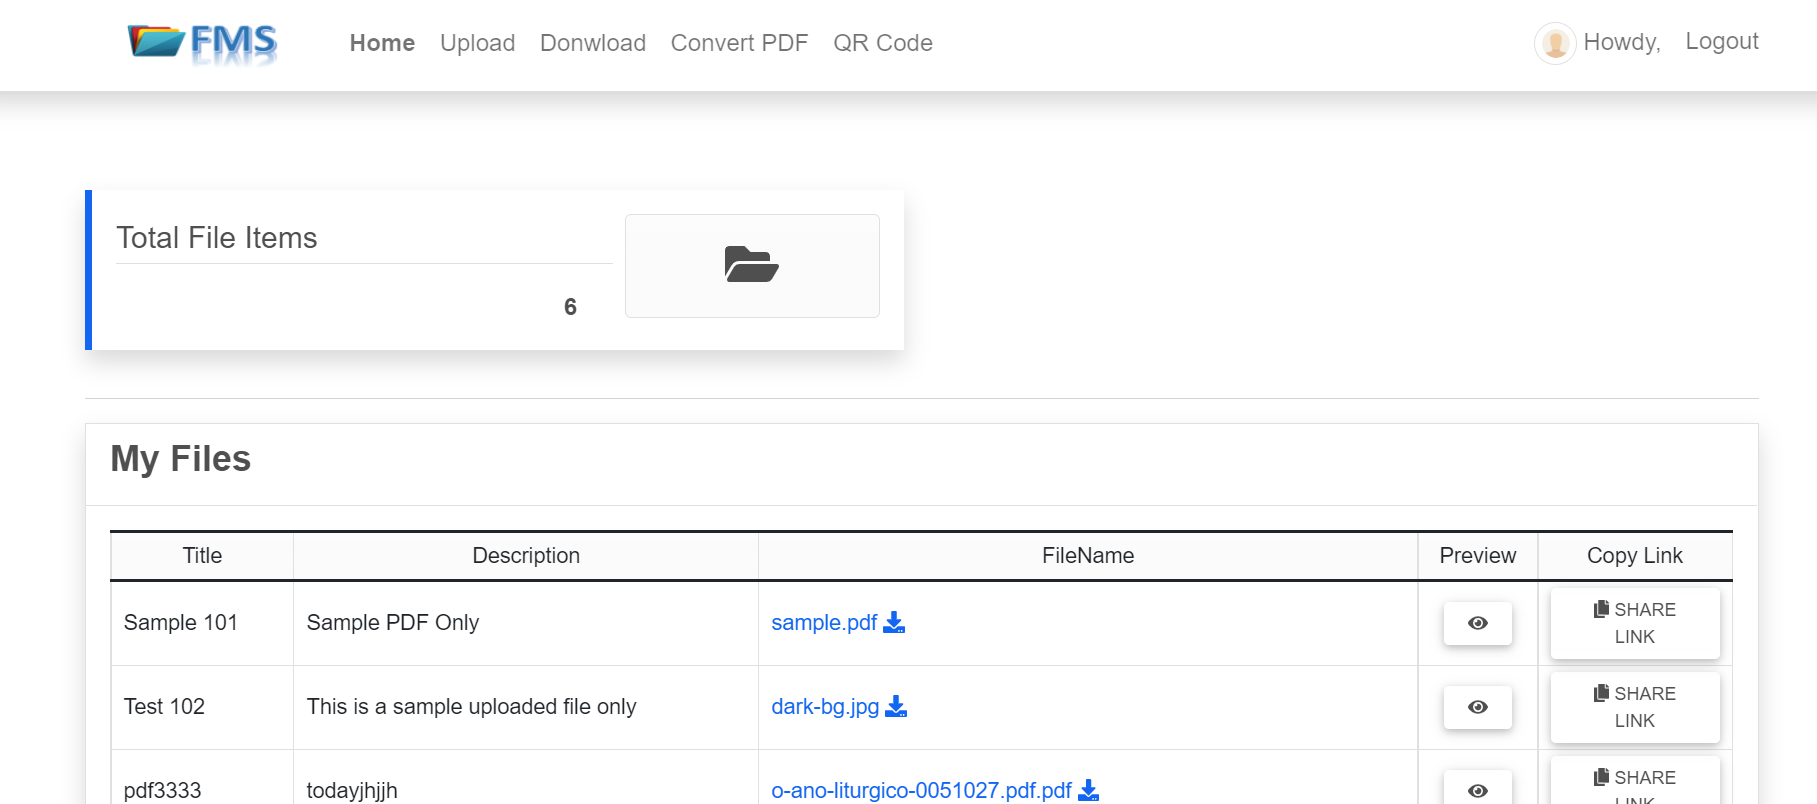 FMS Home Upload Donwload Convert PDF QR Code Howdy, Logout
Total File Items
6
My Files
Title Description FileName Preview Copy Link
Sample 101 Sample PDF Only sample.pdf SHARE LINK
Test 102 This is a sample uploaded file only dark-bg.jpg SHARE LINK
pdf3333 todayjhjjh o-ano-liturgico-0051027.pdf.pdf SHARE LINK